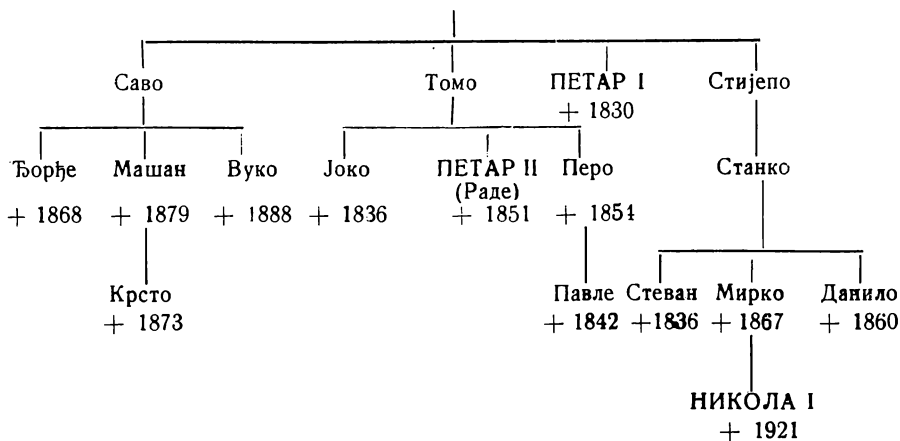 Саво Томо ПЕТАР I Стијепо
+ 1830
Ђорђе Машан Вуко Јоко ПЕТАР II Перо Станко
(Раде)
+ 1868 + 1879 + 1888 + 1836 + 1851 + 1854
Крсто Павле Стеван Мирко Данило
+ 1873 + 1842 +1836 + 1867 + 1860
НИКОЛА I
+ 1921